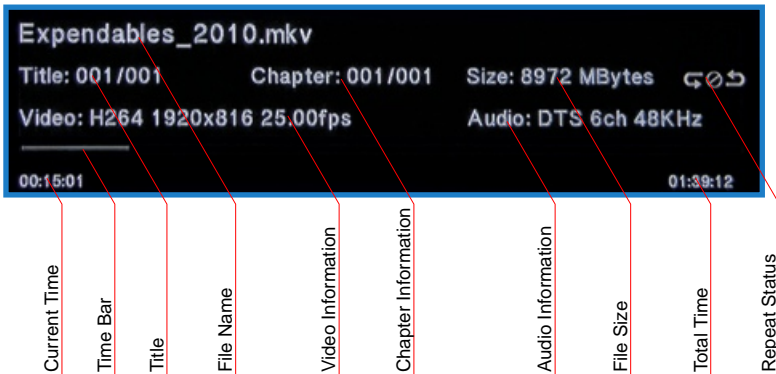 Expendables_2010.mkv
Title: 001/001 Chapter: 001/001 Size: 8972 MBytes
Video: H264 1920x816 25.00fps Audio: DTS 6ch 48KHz
00:15:01 01:39:12
Current Time
Time Bar
Title
File Name
Video Information
Chapter Information
Audio Information
File Size
Total Time
Repeat Status